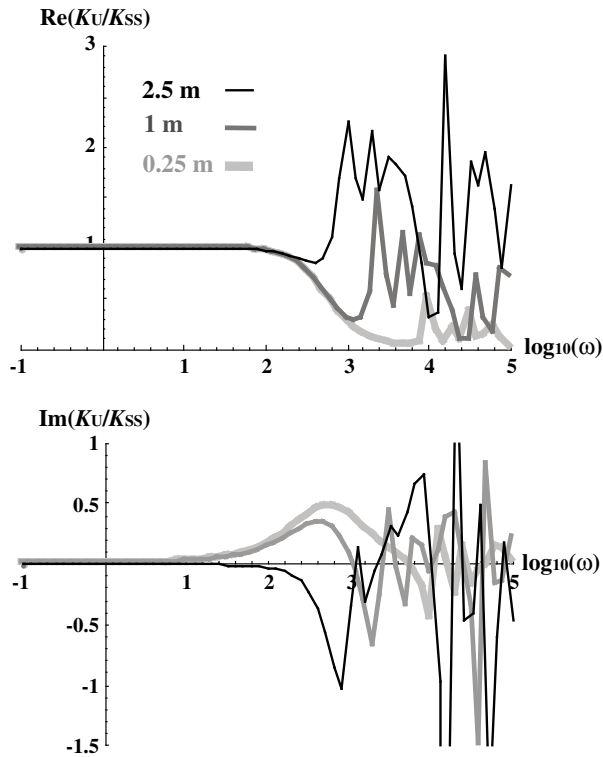 Re(KU/KSS)
3
2.5 m
1 m
0.25 m
2
1
-1 1 2 3 4 5
log10(ω)
Im(KU/KSS)
1
0.5
-1 1 2 3 4 5
log10(ω)
-0.5
-1
-1.5